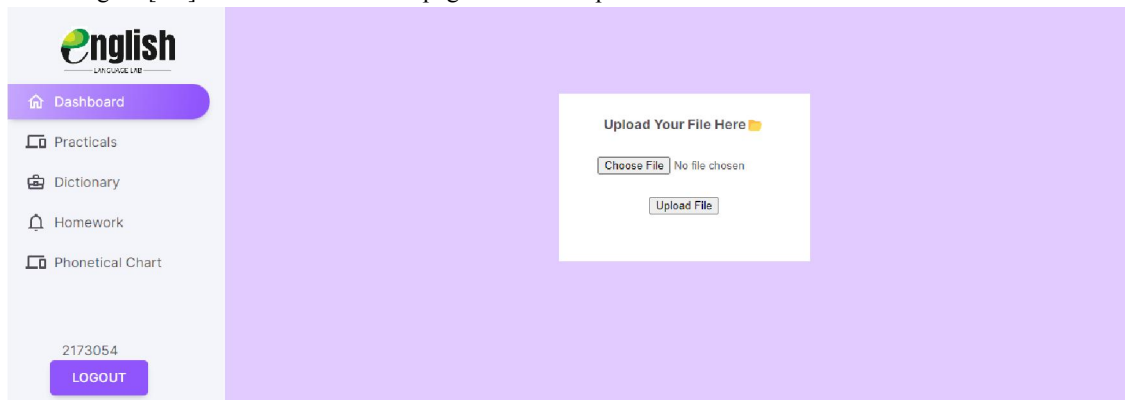 english
LANGUAGE LAB
Dashboard
Practicals
Dictionary
Homework
Phonetical Chart
2173054
LOGOUT
Upload Your File Here
Choose File No file chosen
Upload File